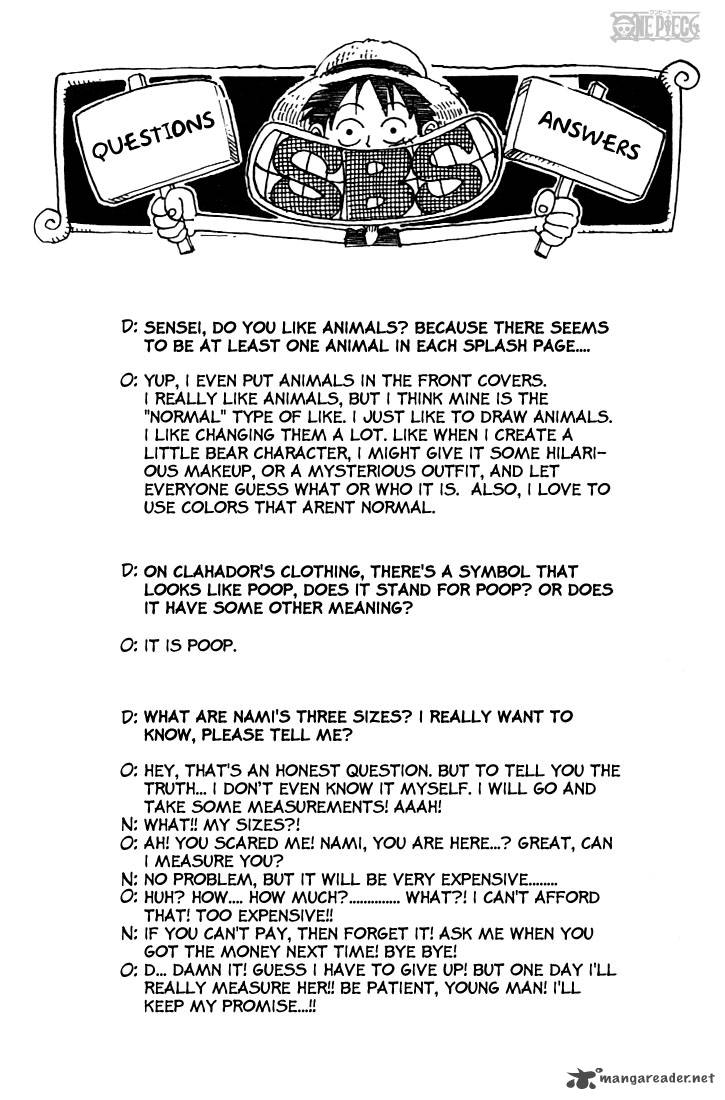 ワンピース
ONE PIECE
QUESTIONS
SBS
ANSWERS
D: SENSEI, DO YOU LIKE ANIMALS? BECAUSE THERE SEEMS
TO BE AT LEAST ONE ANIMAL IN EACH SPLASH PAGE....
O: YUP, I EVEN PUT ANIMALS IN THE FRONT COVERS.
I REALLY LIKE ANIMALS, BUT I THINK MINE IS THE
"NORMAL" TYPE OF LIKE. I JUST LIKE TO DRAW ANIMALS.
I LIKE CHANGING THEM A LOT. LIKE WHEN I CREATE A
LITTLE BEAR CHARACTER, I MIGHT GIVE IT SOME HILARI-
OUS MAKEUP, OR A MYSTERIOUS OUTFIT, AND LET
EVERYONE GUESS WHAT OR WHO IT IS. ALSO, I LOVE TO
USE COLORS THAT ARENT NORMAL.
D: ON CLAHADOR'S CLOTHING, THERE'S A SYMBOL THAT
LOOKS LIKE POOP, DOES IT STAND FOR POOP? OR DOES
IT HAVE SOME OTHER MEANING?
O: IT IS POOP.
D: WHAT ARE NAMI'S THREE SIZES? I REALLY WANT TO
KNOW, PLEASE TELL ME?
O: HEY, THAT'S AN HONEST QUESTION. BUT TO TELL YOU THE
TRUTH... I DON'T EVEN KNOW IT MYSELF. I WILL GO AND
TAKE SOME MEASUREMENTS! AAAH!
N: WHAT!! MY SIZES?!
O: AH! YOU SCARED ME! NAMI, YOU ARE HERE...? GREAT, CAN
I MEASURE YOU?
N: NO PROBLEM, BUT IT WILL BE VERY EXPENSIVE........
O: HUH? HOW.... HOW MUCH?.............. WHAT?! I CAN'T AFFORD
THAT! TOO EXPENSIVE!!
N: IF YOU CAN'T PAY, THEN FORGET IT! ASK ME WHEN YOU
GOT THE MONEY NEXT TIME! BYE BYE!
O: D... DAMN IT! GUESS I HAVE TO GIVE UP! BUT ONE DAY I'LL
REALLY MEASURE HER!! BE PATIENT, YOUNG MAN! I'LL
KEEP MY PROMISE...!!
mangareader.net